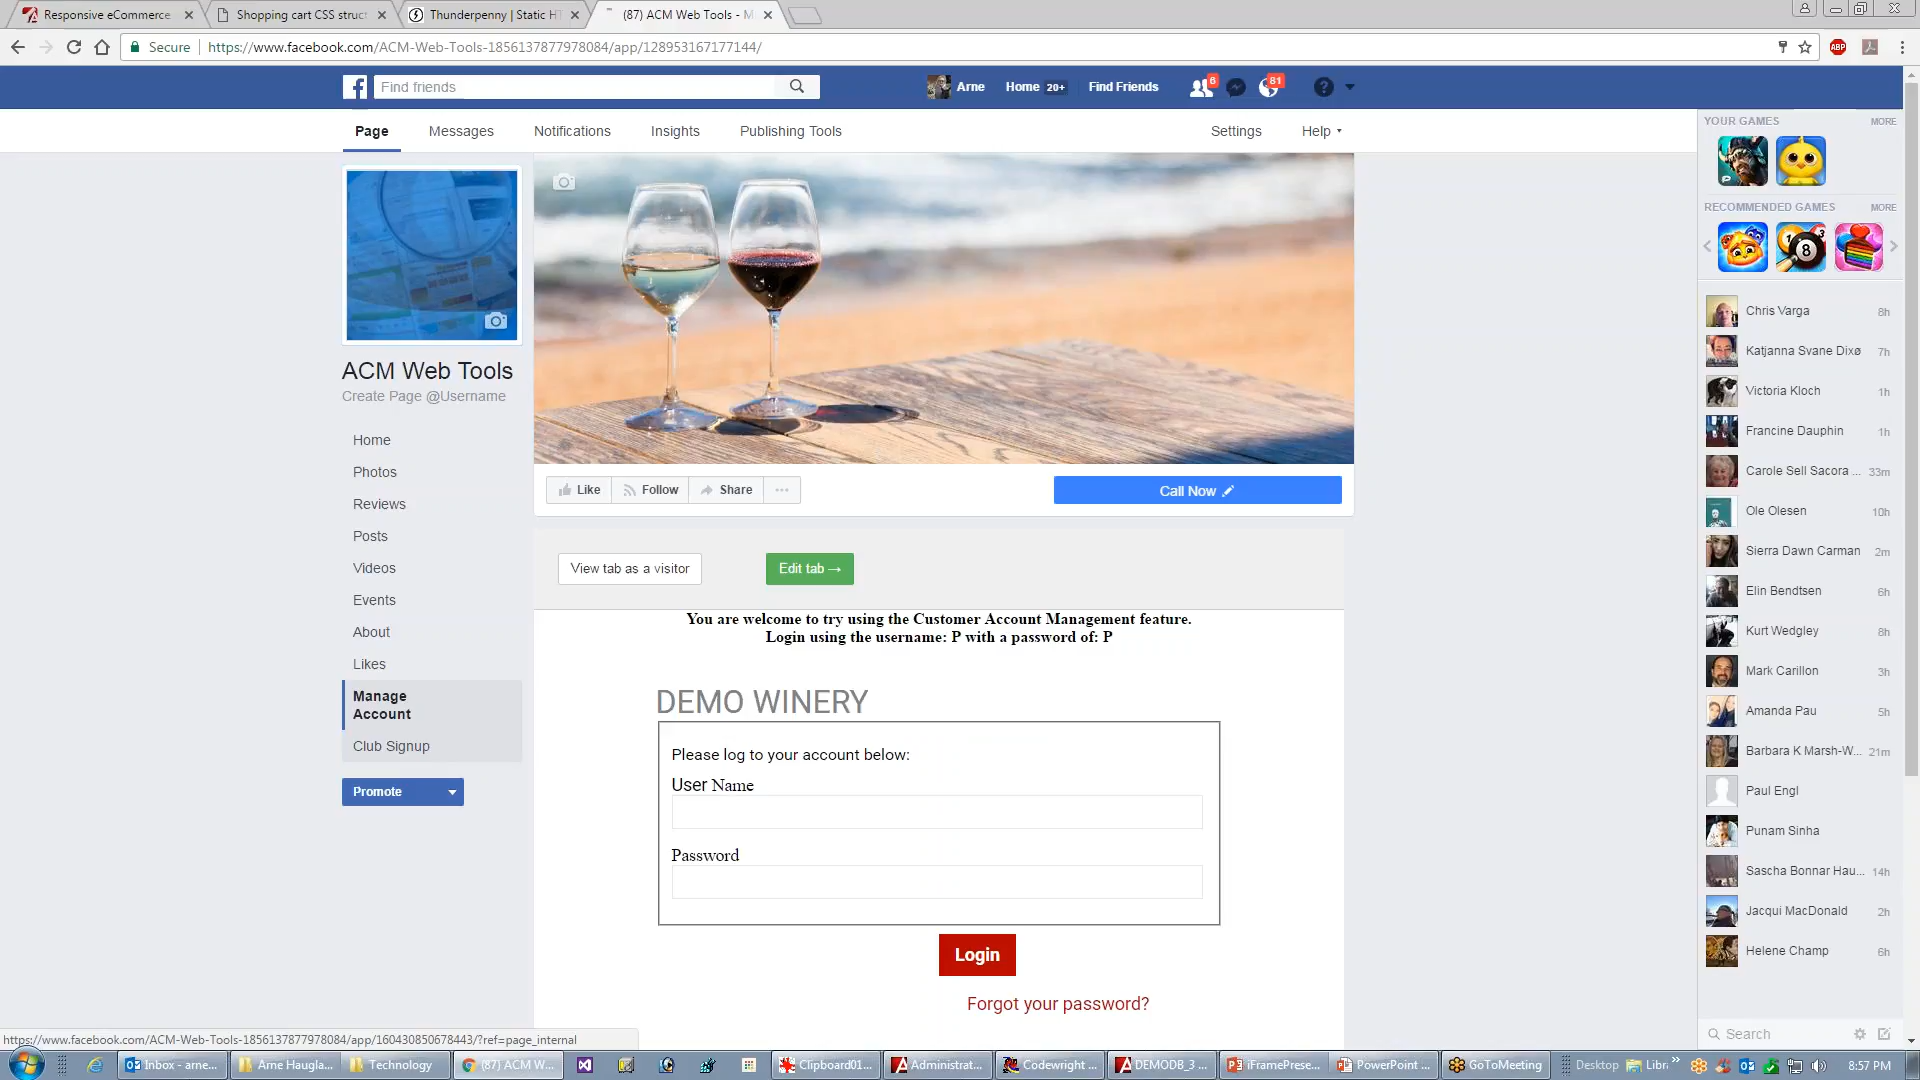 Responsive eCommerce
Shopping cart CSS struct
Thunderpenny | Static HT
(87) ACM Web Tools - M
Secure
https://www.facebook.com/ACM-Web-Tools-1856137877978084/app/128953167177144/
ABP
Find friends
Arne
Home 20+
Find Friends
6
81
Page
Messages
Notifications
Insights
Publishing Tools
Settings
Help
ACM Web Tools
Create Page @Username
Home
Photos
Reviews
Posts
Videos
Events
About
Likes
Manage
Account
Club Signup
Promote
Like
Follow
Share
Call Now
View tab as a visitor
Edit tab →
You are welcome to try using the Customer Account Management feature.
Login using the username: P with a password of: P
DEMO WINERY
Please log to your account below:
User Name
Password
Login
Forgot your password?
YOUR GAMES
MORE
RECOMMENDED GAMES
MORE
8
Chris Varga 8h
Katjanna Svane Dixø 7h
Victoria Kloch 1h
Francine Dauphin 1h
Carole Sell Sacora ... 33m
Ole Olesen 10h
Sierra Dawn Carman 2m
Elin Bendtsen 6h
Kurt Wedgley 8h
Mark Carillon 3h
Amanda Pau 5h
Barbara K Marsh-W... 21m
Paul Engl
Punam Sinha
Sascha Bonnar Hau... 14h
Jacqui MacDonald 2h
Helene Champ 6h
Search
https://www.facebook.com/ACM-Web-Tools-1856137877978084/app/160430850678443/?ref=page_internal
Inbox - arne...
Arne Haugla...
Technology
(87) ACM W...
Clipboard01...
Administrat...
Codewright ...
DEMODB_3 ...
iFramePrese...
PowerPoint ...
GoToMeeting
Desktop
Libr
8:57 PM